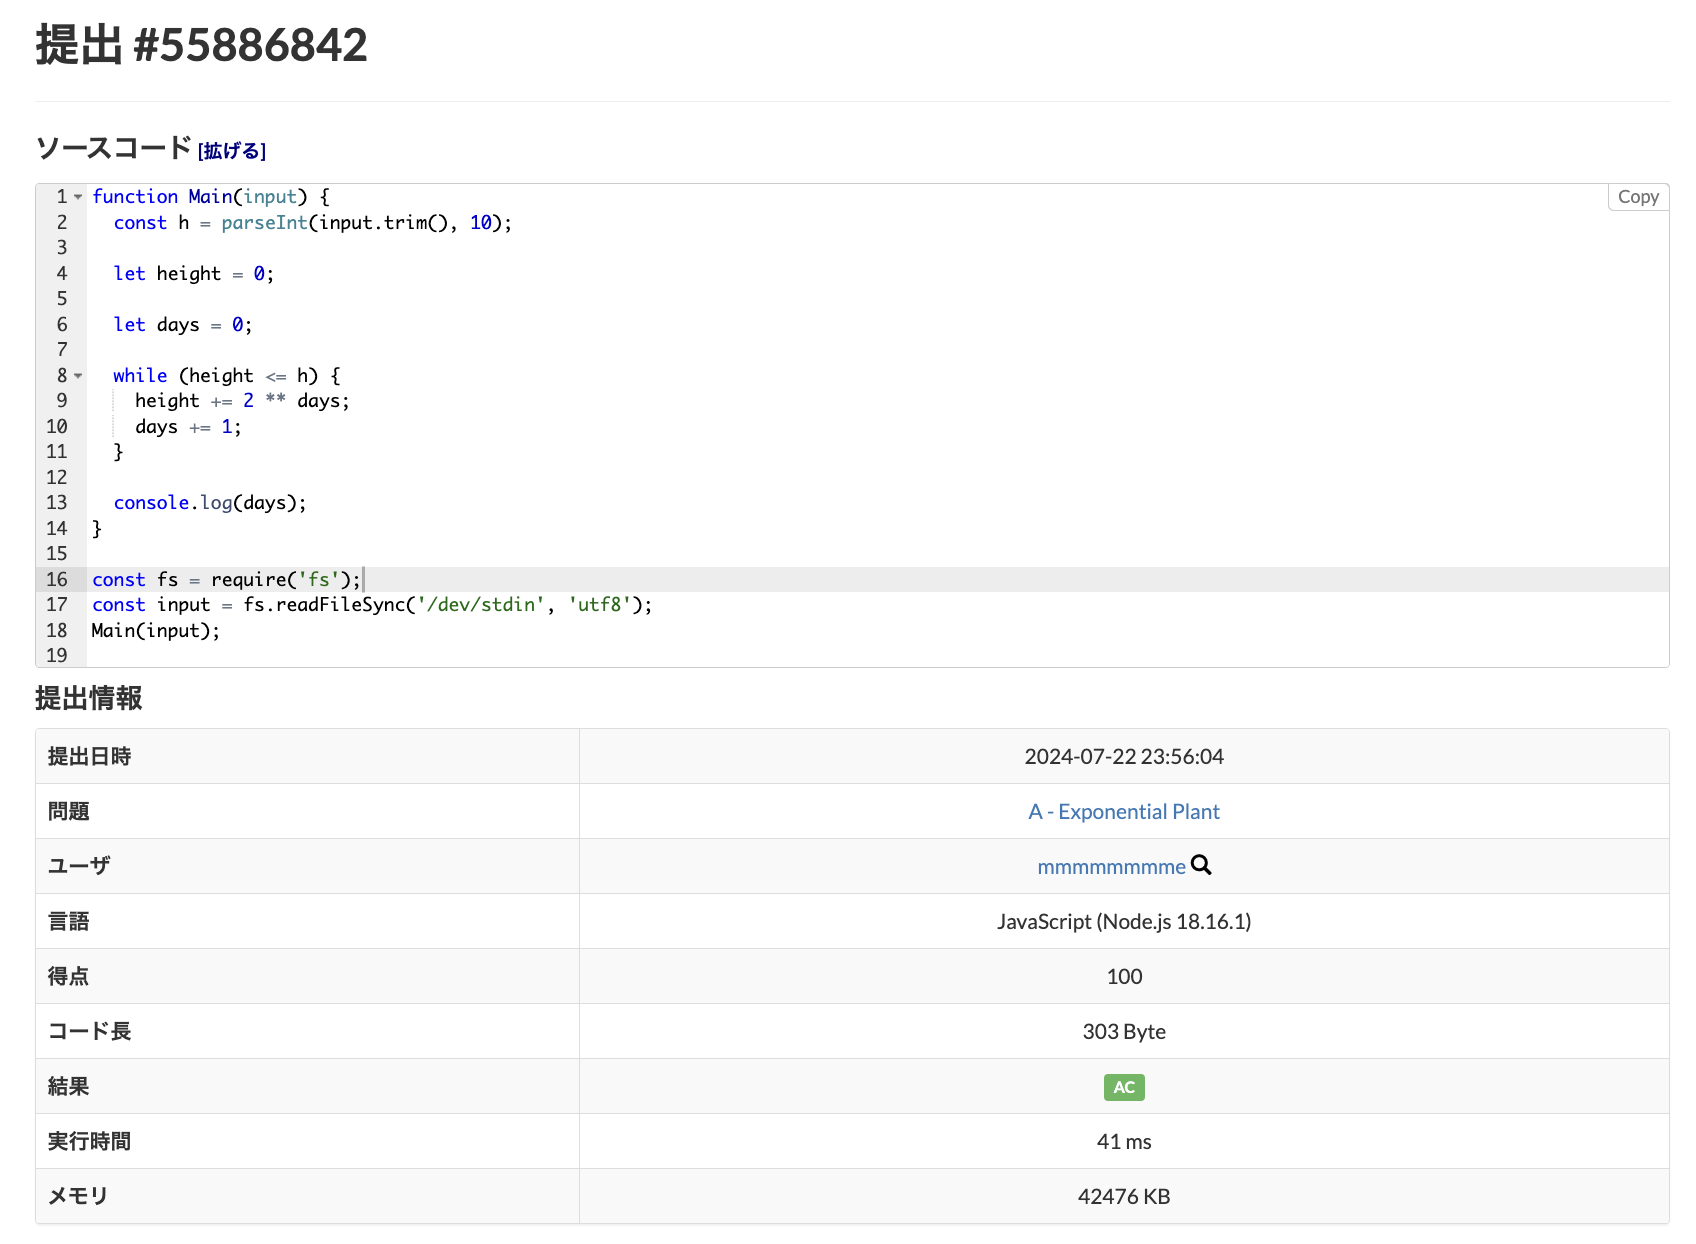 提出 #55886842
ソースコード [拡げる]
Copy
1 function Main(input) {
2   const h = parseInt(input.trim(), 10);
3
4   let height = 0;
5
6   let days = 0;
7
8   while (height <= h) {
9     height += 2 ** days;
10     days += 1;
11   }
12
13   console.log(days);
14 }
15
16 const fs = require('fs');
17 const input = fs.readFileSync('/dev/stdin', 'utf8');
18 Main(input);
19
提出情報
提出日時 2024-07-22 23:56:04
問題 A - Exponential Plant
ユーザ mmmmmmmme
言語 JavaScript (Node.js 18.16.1)
得点 100
コード長 303 Byte
結果 AC
実行時間 41 ms
メモリ 42476 KB